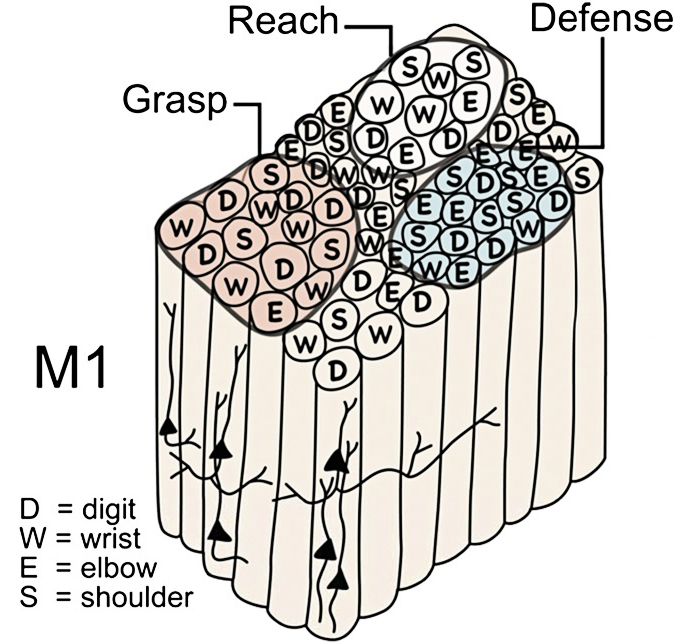 Reach
Defense
Grasp
S W S
W W E
D E D
E D S E
S E D E W S
E D W W D S
E W E D E D
S W D
D W D D
W D S W S
W D W E
S D S E
E E S S D
S D D W
W E
S W
D
M1
D = digit
W = wrist
E = elbow
S = shoulder